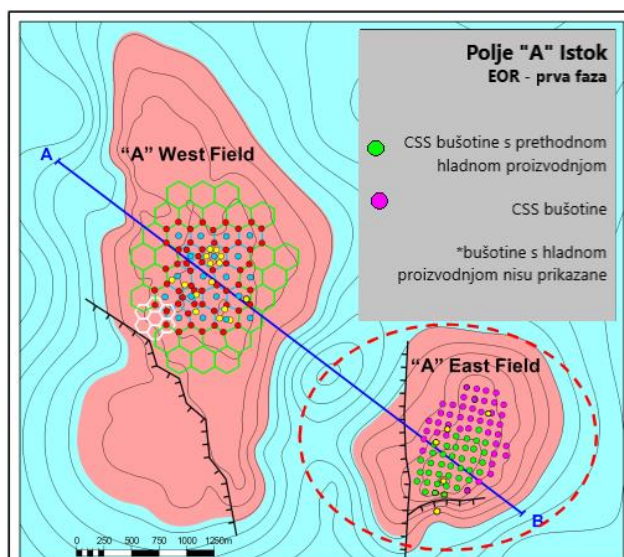 Polje "A" Istok
EOR - prva faza
CSS bušotine s prethodnom
hladnom proizvodnjom
CSS bušotine
*bušotine s hladnom
proizvodnjom nisu prikazane
A
"A" West Field
"A" East Field
B
0 250 500 750 1000 1250m